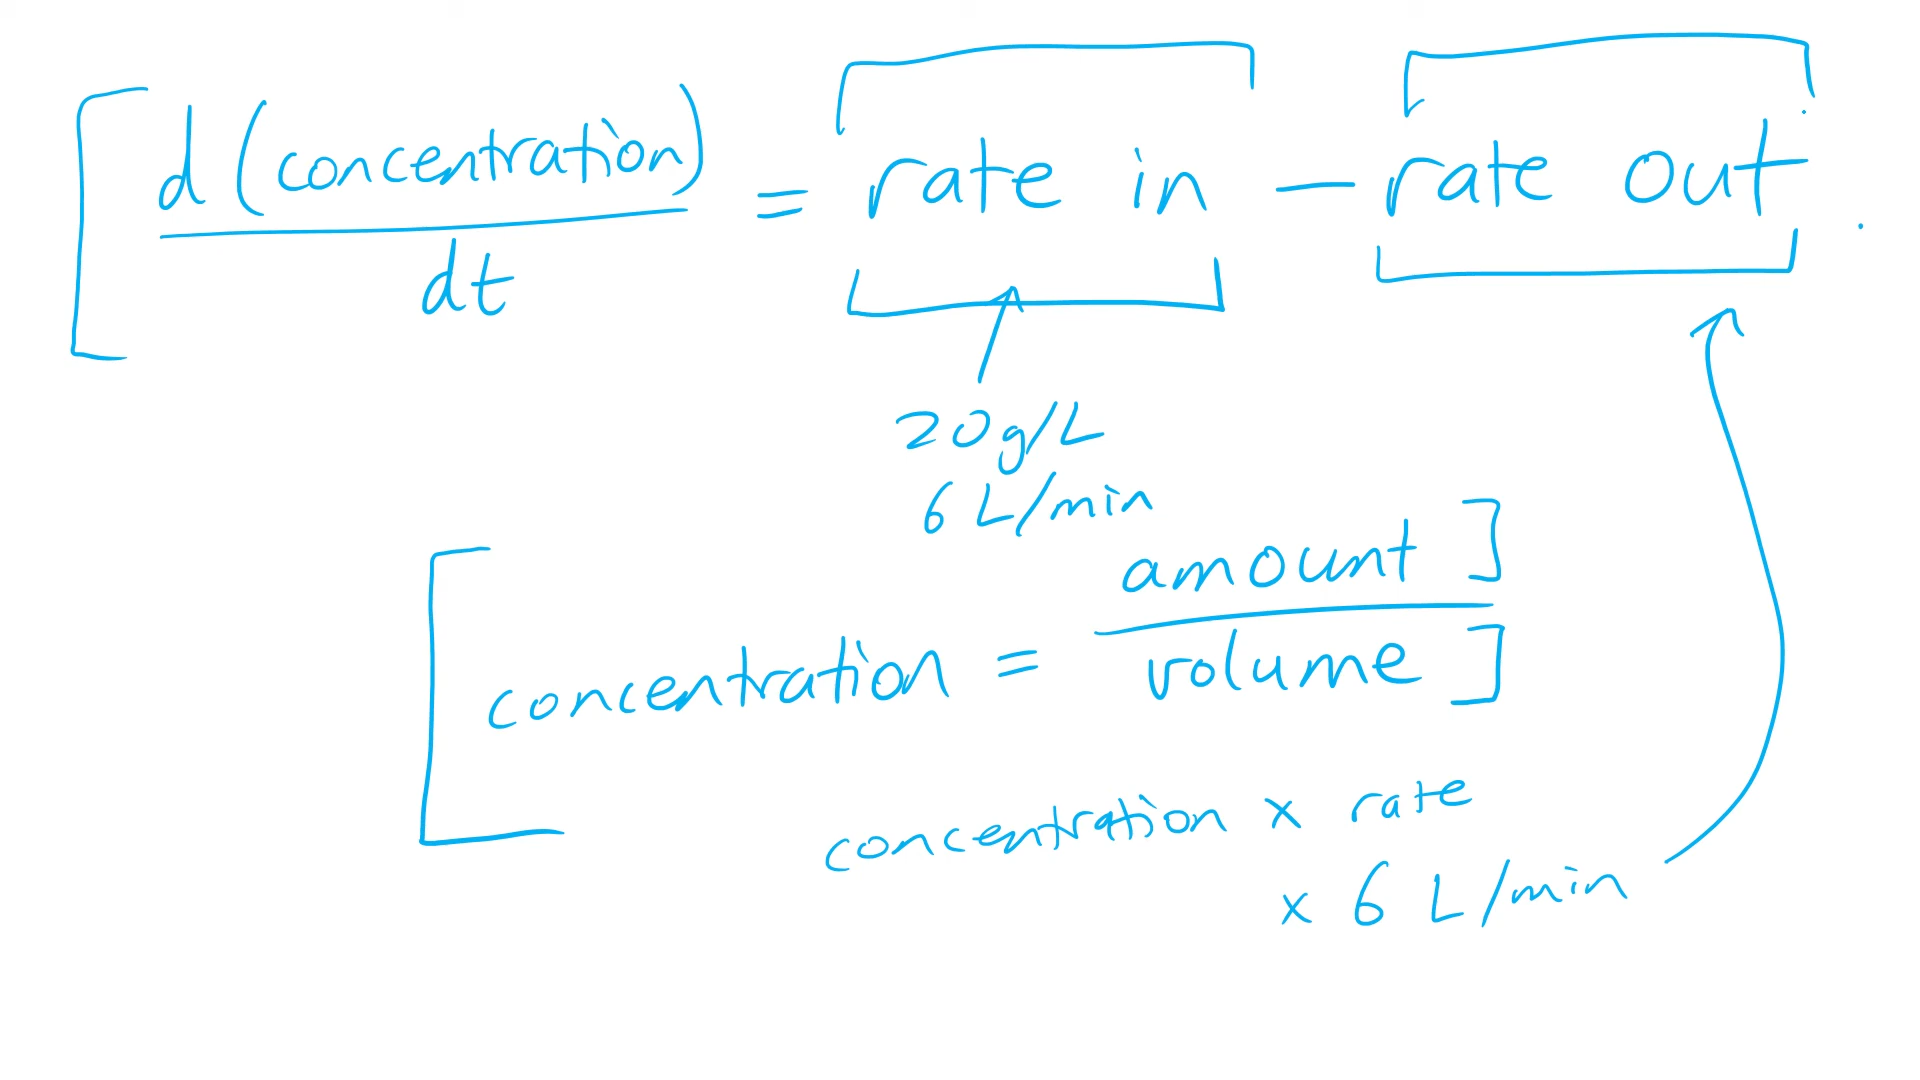 d(concentration)/dt = rate in — rate out.
20g/L
6 L/min
concentration = amount/volume
concentration x rate
x 6 L/min